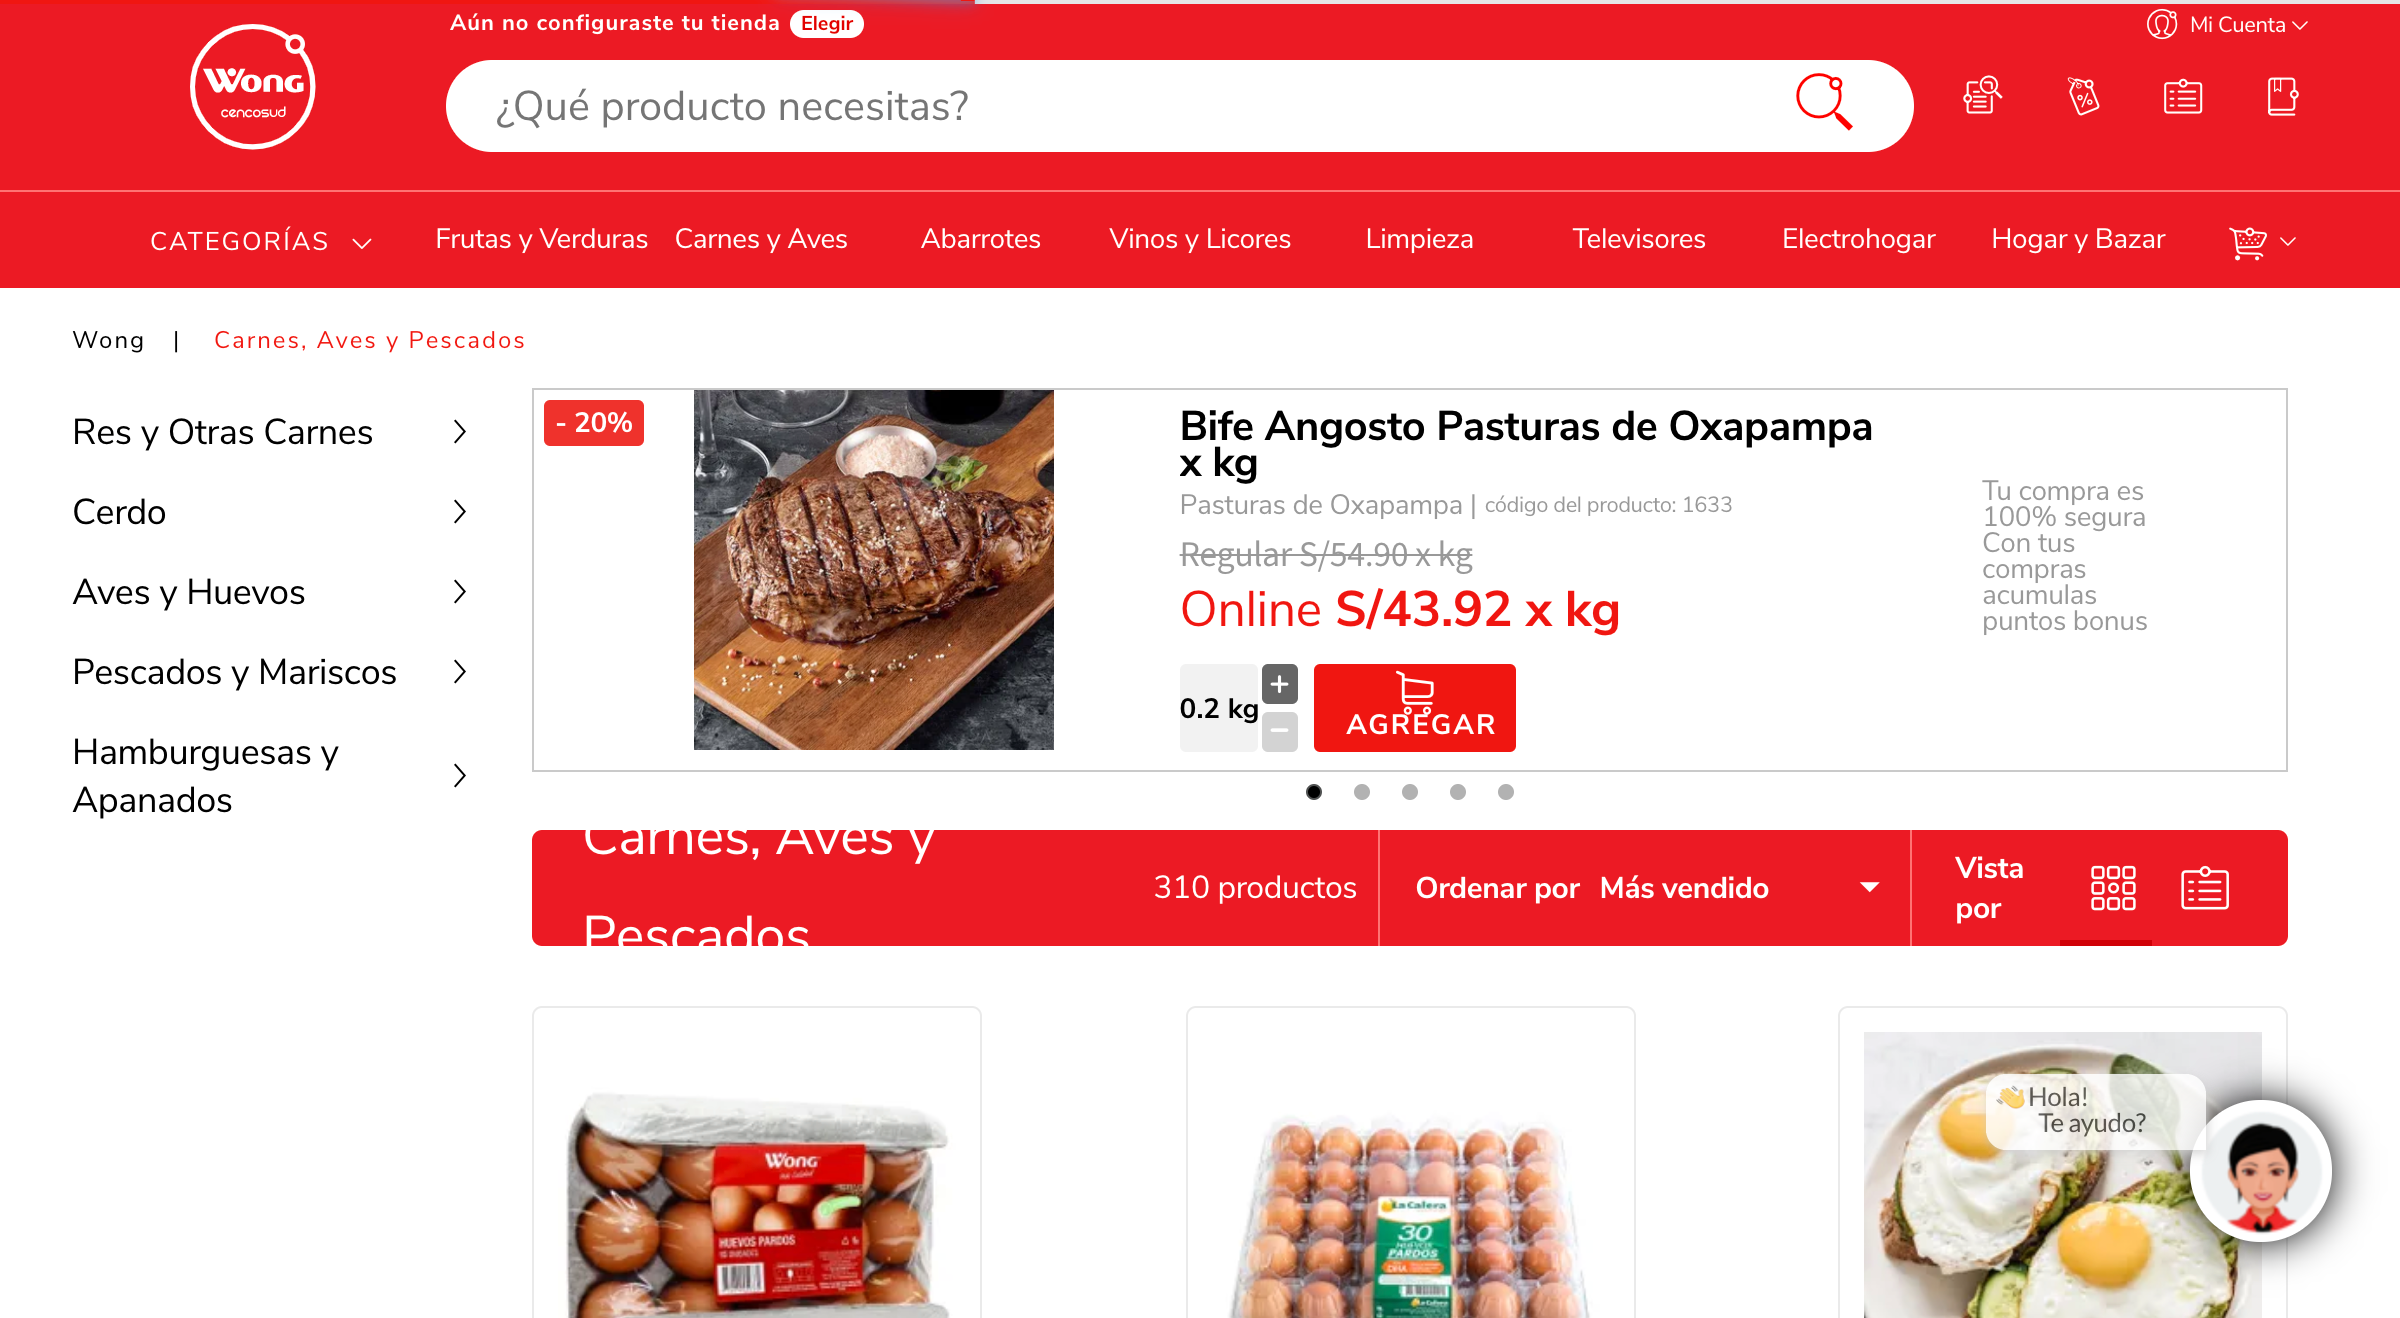 Aún no configuraste tu tienda Elegir
Mi Cuenta
Wong
cencosud
¿Qué producto necesitas?
CATEGORÍAS
Frutas y Verduras
Carnes y Aves
Abarrotes
Vinos y Licores
Limpieza
Televisores
Electrohogar
Hogar y Bazar
Wong | Carnes, Aves y Pescados
Res y Otras Carnes
Cerdo
Aves y Huevos
Pescados y Mariscos
Hamburguesas y
Apanados
- 20%
Bife Angosto Pasturas de Oxapampa
x kg
Pasturas de Oxapampa | código del producto: 1633
Regular S/54.90 x kg
Online S/43.92 x kg
0.2 kg
+
−
AGREGAR
Tu compra es
100% segura
Con tus
compras
acumulas
puntos bonus
Carnes, Aves y
Pescados
310 productos
Ordenar por Más vendido
Vista
por
Wong
HUEVOS PARDOS
La Calera
30
HUEVOS
PARDOS
La Calera
Hola!
Te ayudo?